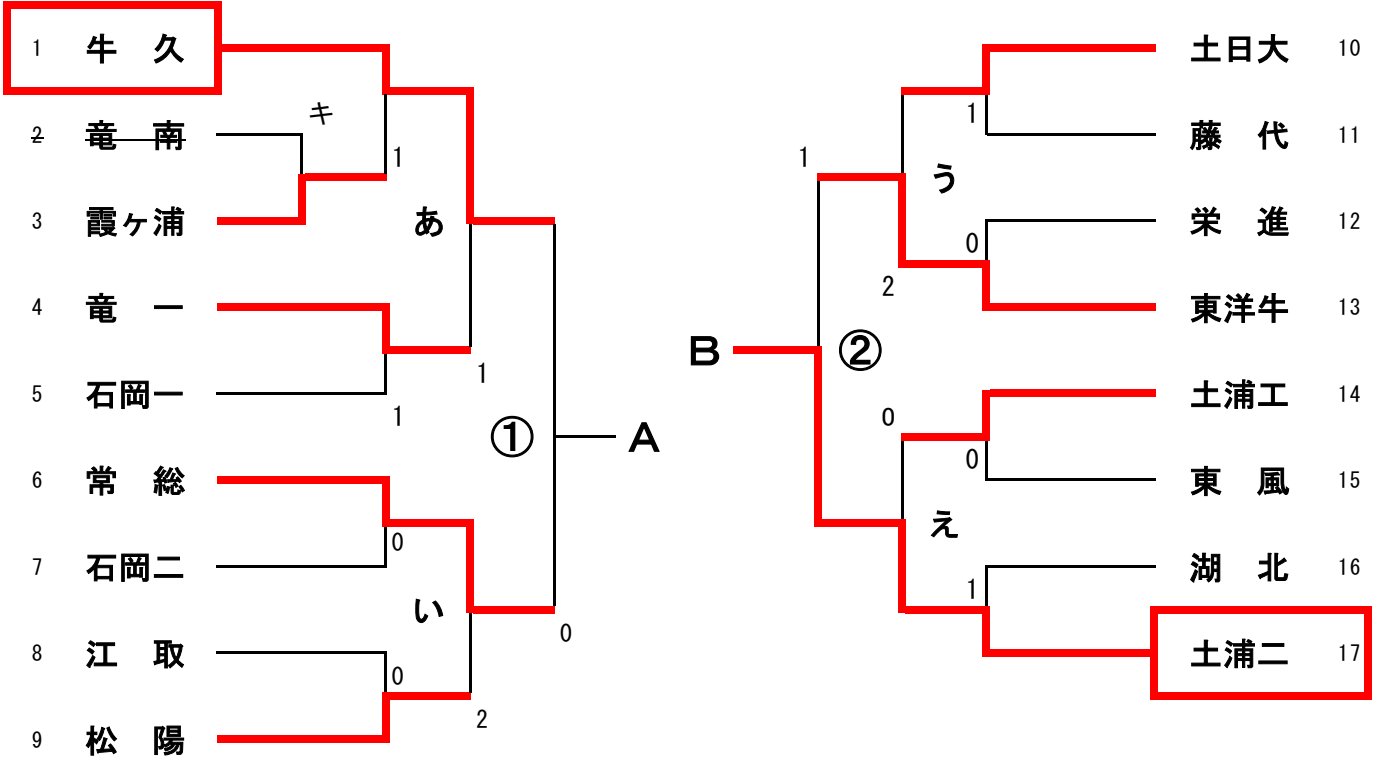 1 牛 久
2 竜 南
3 霞ヶ浦
4 竜 一
5 石岡一
6 常 総
7 石岡二
8 江 取
9 松 陽
キ
1
あ
1
1
①
A
0
い
0
0
2
土日大 10
藤 代 11
栄 進 12
東洋牛 13
土浦工 14
東 風 15
湖 北 16
土浦二 17
1
1
う
0
2
B
②
0
0
え
1